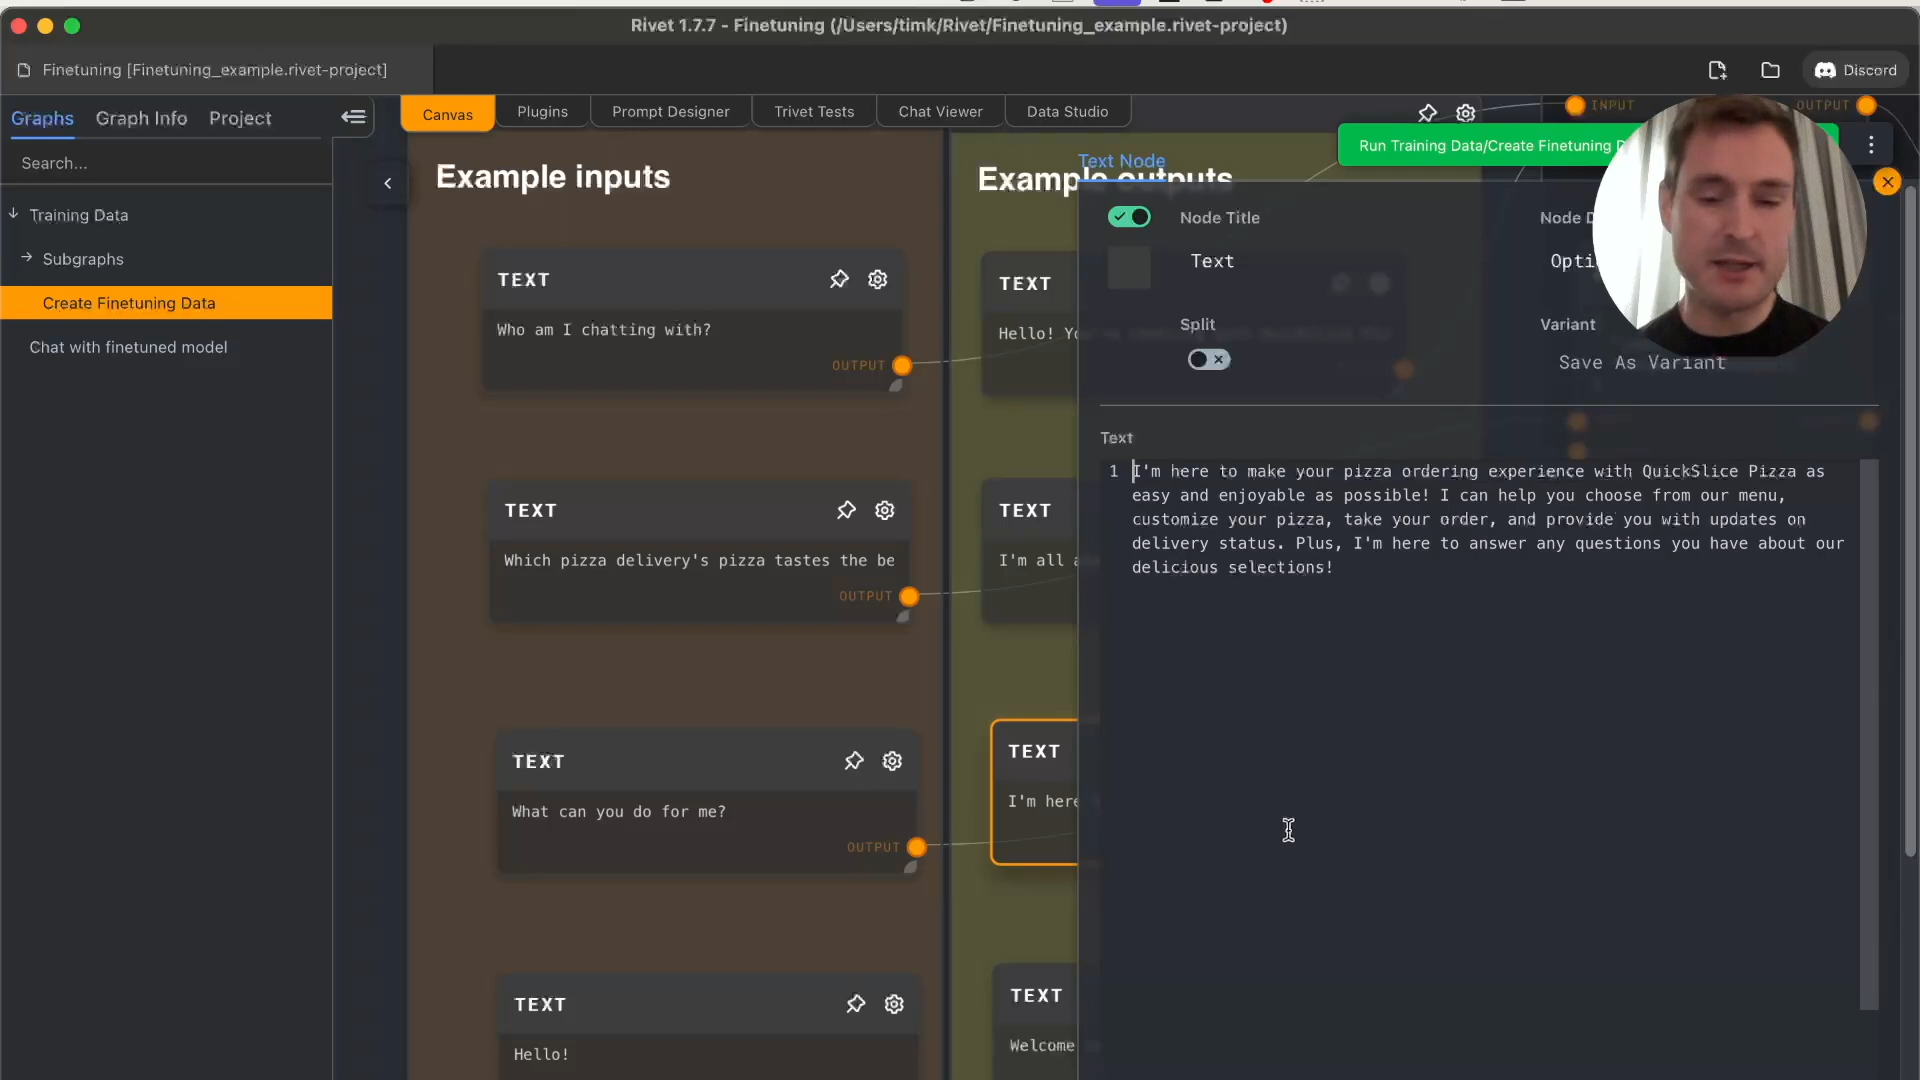 Rivet 1.7.7 - Finetuning (/Users/timk/Rivet/Finetuning_example.rivet-project)
Finetuning [Finetuning_example.rivet-project]
Discord
Graphs Graph Info Project
Canvas Plugins Prompt Designer Trivet Tests Chat Viewer Data Studio
INPUT OUTPUT
Search...
Run Training Data/Create Finetuning
Training Data
Subgraphs
Create Finetuning Data
Chat with finetuned model
Example inputs
TEXT
Who am I chatting with?
OUTPUT
TEXT
Which pizza delivery's pizza tastes the be
OUTPUT
TEXT
What can you do for me?
OUTPUT
TEXT
Hello!
Example outputs
TEXT
Hello!
TEXT
I'm all
TEXT
I'm here
TEXT
Welcome
Text Node
Node Title
Node
Text
Split
Variant
Save As Variant
Text
1 I'm here to make your pizza ordering experience with QuickSlice Pizza as
easy and enjoyable as possible! I can help you choose from our menu,
customize your pizza, take your order, and provide you with updates on
delivery status. Plus, I'm here to answer any questions you have about our
delicious selections!